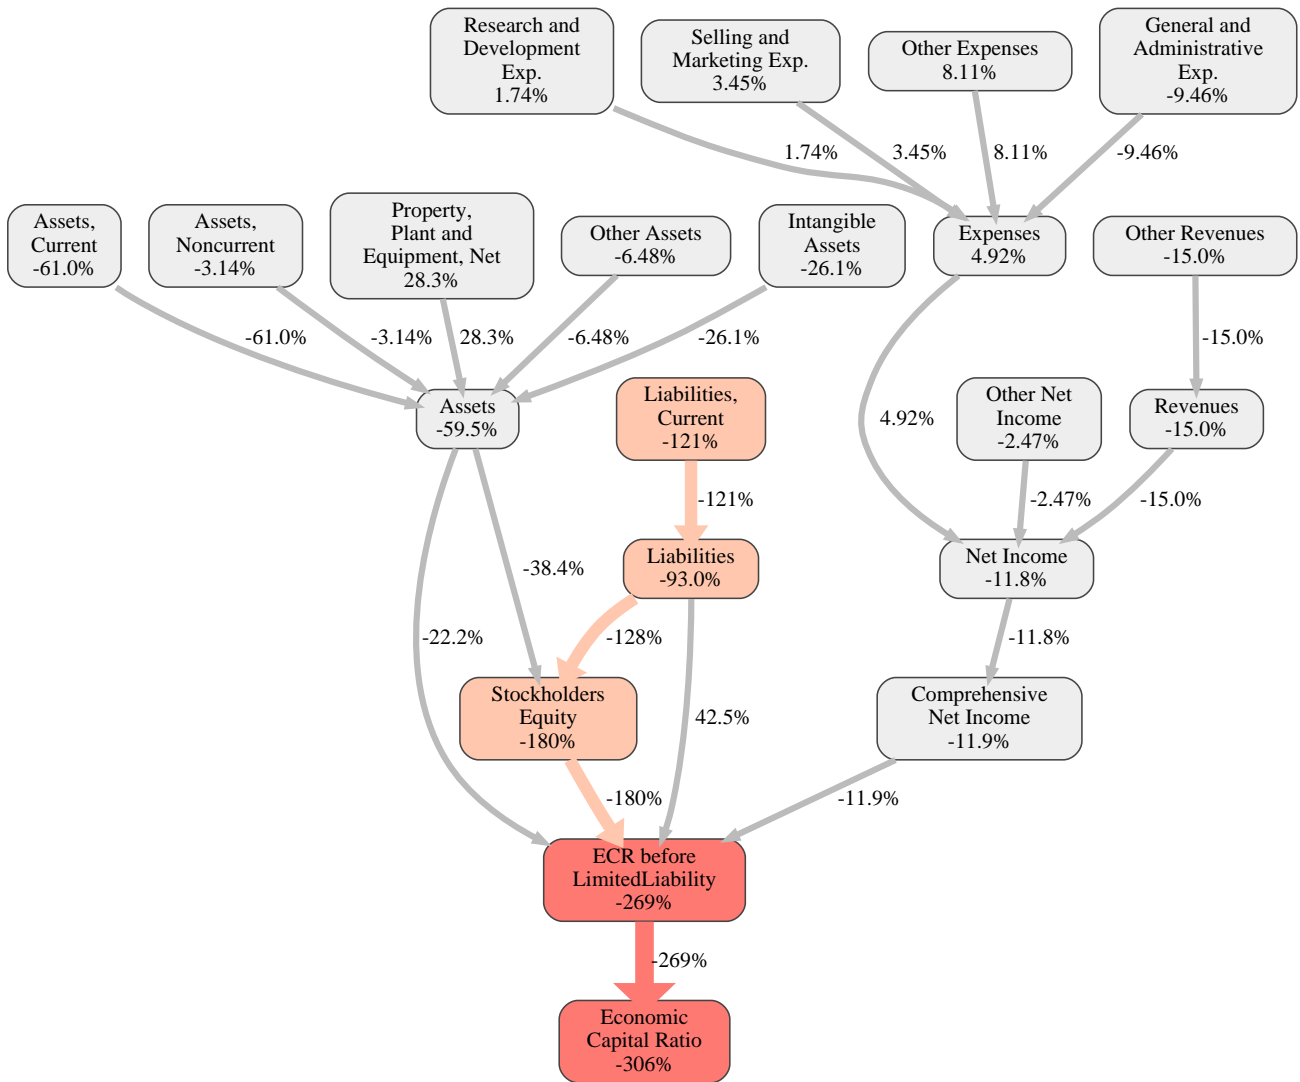 Research and
Development
Exp.
1.74%
Selling and
Marketing Exp.
3.45%
Other Expenses
8.11%
General and
Administrative
Exp.
-9.46%
1.74%
3.45%
8.11%
-9.46%
Assets,
Current
-61.0%
Assets,
Noncurrent
-3.14%
Property,
Plant and
Equipment, Net
28.3%
Other Assets
-6.48%
Intangible
Assets
-26.1%
Expenses
4.92%
Other Revenues
-15.0%
-61.0%
-3.14%
28.3%
-6.48%
-26.1%
-15.0%
Assets
-59.5%
Liabilities,
Current
-121%
4.92%
Other Net
Income
-2.47%
Revenues
-15.0%
-121%
-2.47%
-15.0%
-38.4%
Liabilities
-93.0%
Net Income
-11.8%
-22.2%
-128%
-11.8%
Stockholders
Equity
-180%
42.5%
Comprehensive
Net Income
-11.9%
-180%
-11.9%
ECR before
LimitedLiability
-269%
-269%
Economic
Capital Ratio
-306%